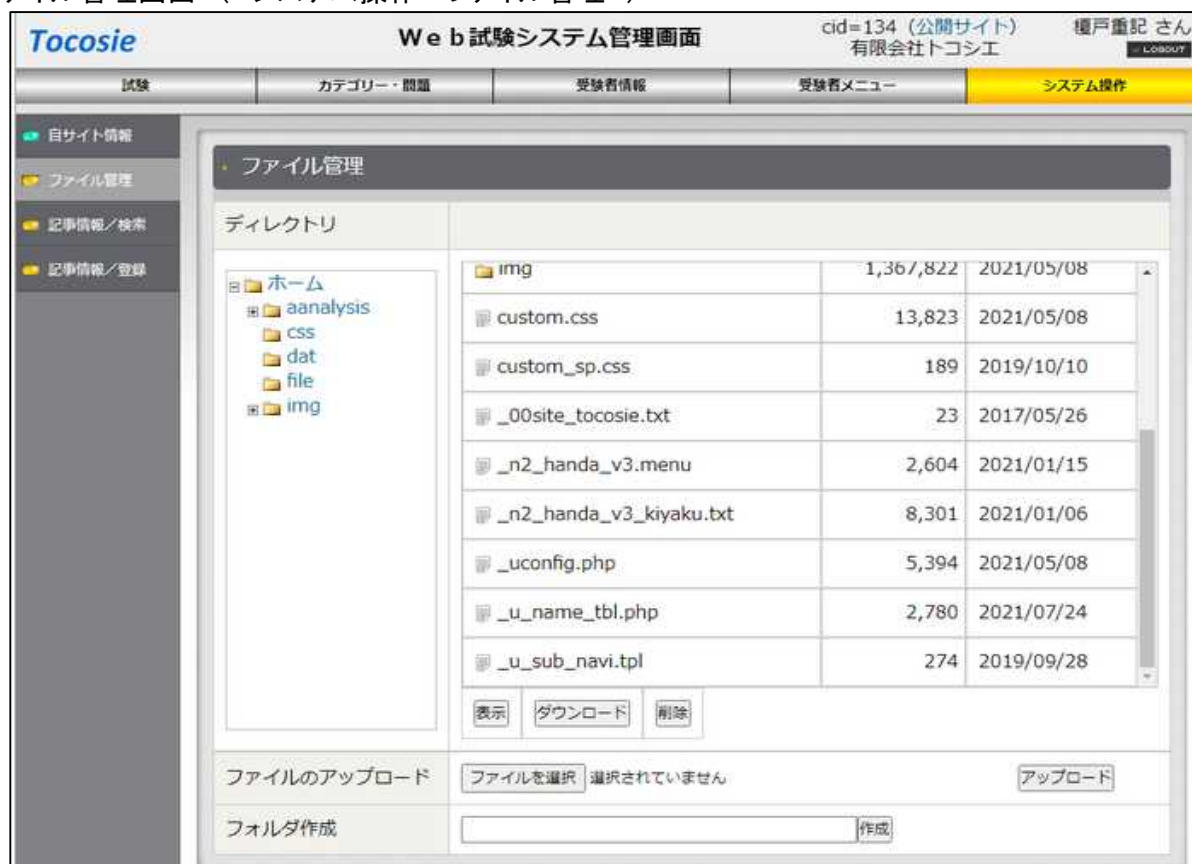 Tocosie
Ｗｅｂ試験システム管理画面
cid=134（公開サイト）
有限会社トコシエ
榎戸重記 さん
LOGOUT
試験
カテゴリー・問題
受験者情報
受験者メニュー
システム操作
自サイト情報
ファイル管理
記事情報／検索
記事情報／登録
ファイル管理
ディレクトリ
ホーム
aanalysis
css
dat
file
img
img 1,367,822 2021/05/08
custom.css 13,823 2021/05/08
custom_sp.css 189 2019/10/10
_00site_tocosie.txt 23 2017/05/26
_n2_handa_v3.menu 2,604 2021/01/15
_n2_handa_v3_kiyaku.txt 8,301 2021/01/06
_uconfig.php 5,394 2021/05/08
_u_name_tbl.php 2,780 2021/07/24
_u_sub_navi.tpl 274 2019/09/28
表示 ダウンロード 削除
ファイルのアップロード ファイルを選択 選択されていません アップロード
フォルダ作成 作成